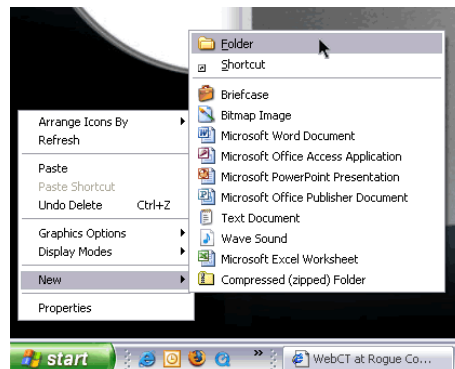 Folder
Shortcut
Briefcase
Bitmap Image
Microsoft Word Document
Microsoft Office Access Application
Microsoft PowerPoint Presentation
Microsoft Office Publisher Document
Text Document
Wave Sound
Microsoft Excel Worksheet
Compressed (zipped) Folder
Arrange Icons By
Refresh
Paste
Paste Shortcut
Undo Delete Ctrl+Z
Graphics Options
Display Modes
New
Properties
start » WebCT at Rogue Co...